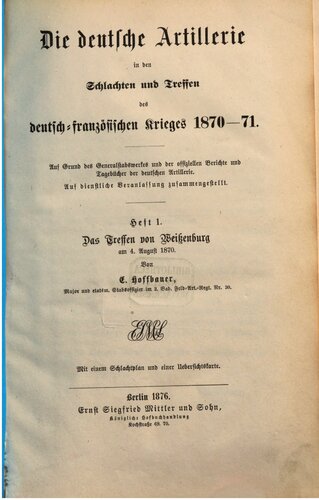 Die deutsche Artillerie
in den
Schlachten und Treffen
des
deutsch-französischen Krieges 1870—71.
Auf Grund des Generalstabswerkes und der offiziellen Berichte und
Tagebücher der deutschen Artillerie.
Auf dienstliche Veranlassung zusammengestellt.
Heft 1.
Das Treffen von Weißenburg
am 4. August 1870.
Von
E. Hoffbauer,
Major und etatsm. Stabsoffizier im 2. Bad. Feld-Art.-Regt. Nr. 30.
Mit einem Schlachtplan und einer Uebersichtskarte.
Berlin 1876.
Ernst Siegfried Mittler und Sohn,
Königliche Hofbuchhandlung
Kochstraße 69. 70.